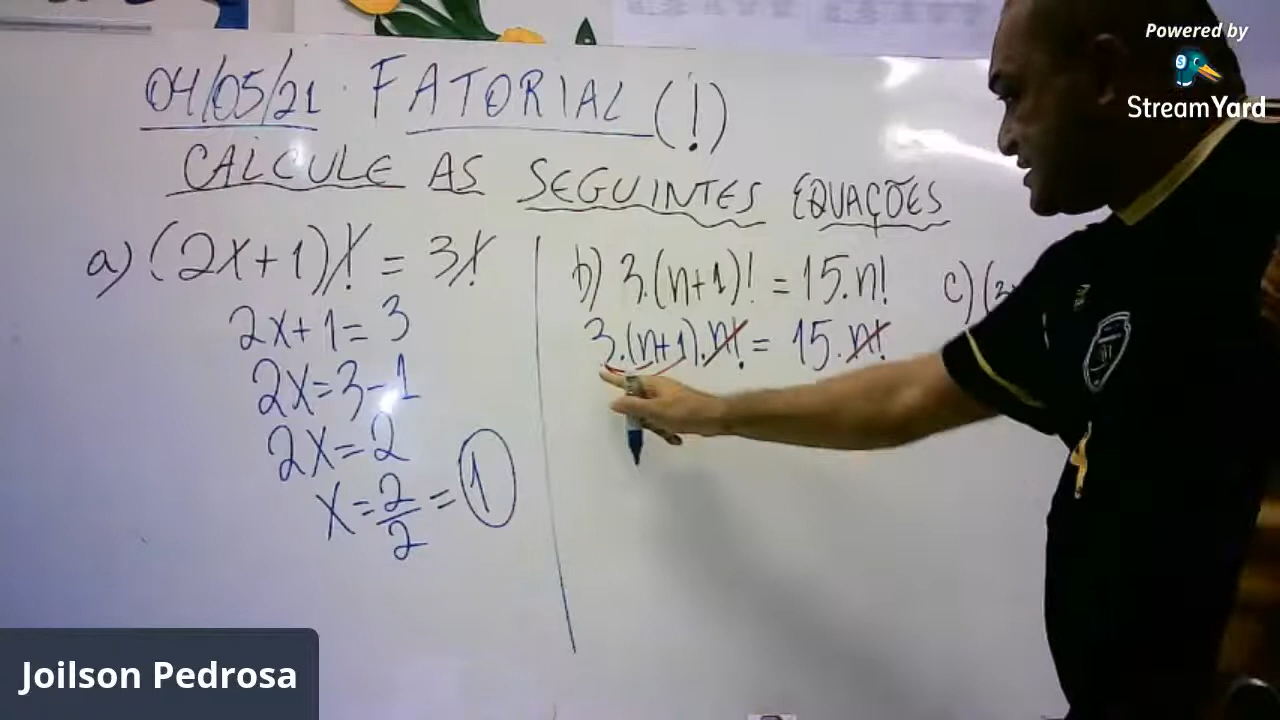 04/05/21. FATORIAL (!)
CALCULE AS SEGUINTES EQUAÇÕES
a) (2x+1)! = 3!
2x+1=3
2x=3-1
2x=2
x=2/2=1
b) 3.(n+1)! = 15.n!
3.(n+1).n! = 15.n!
c) (
Powered by
StreamYard
Joilson Pedrosa